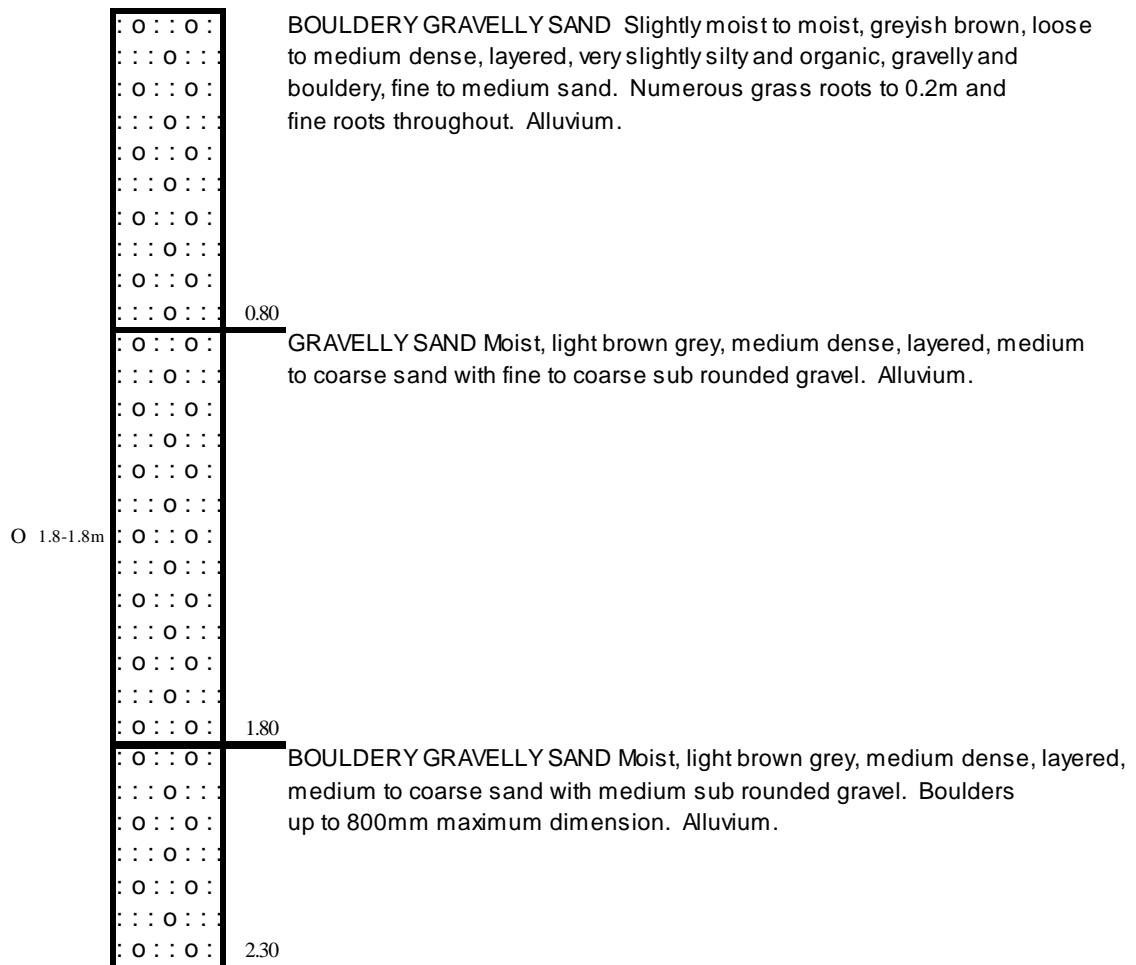 BOULDERY GRAVELLY SAND Slightly moist to moist, greyish brown, loose
to medium dense, layered, very slightly silty and organic, gravelly and
bouldery, fine to medium sand. Numerous grass roots to 0.2m and
fine roots throughout. Alluvium.
0.80
GRAVELLY SAND Moist, light brown grey, medium dense, layered, medium
to coarse sand with fine to coarse sub rounded gravel. Alluvium.
O 1.8-1.8m
1.80
BOULDERY GRAVELLY SAND Moist, light brown grey, medium dense, layered,
medium to coarse sand with medium sub rounded gravel. Boulders
up to 800mm maximum dimension. Alluvium.
2.30